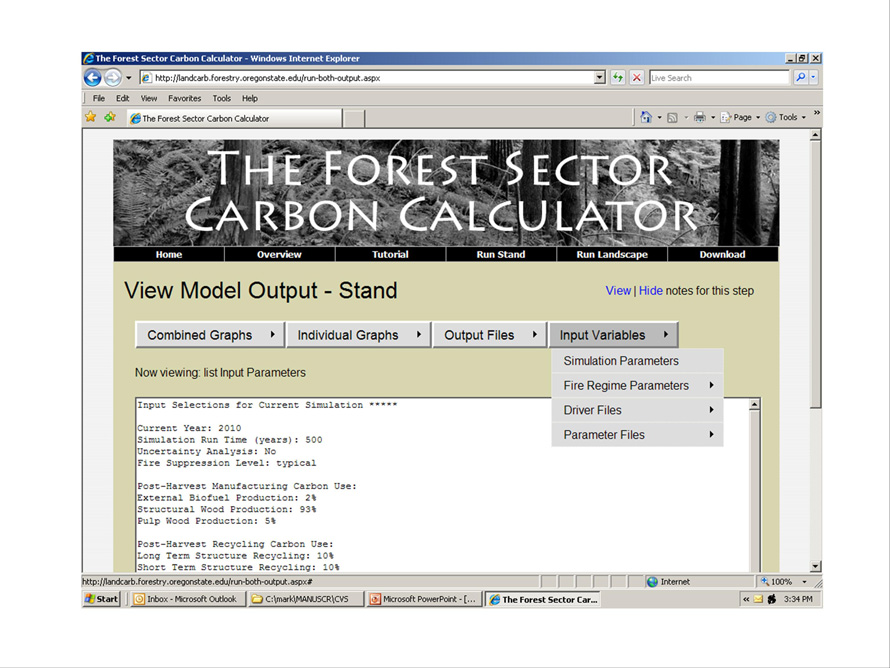 The Forest Sector Carbon Calculator - Windows Internet Explorer
http://landcarb.forestry.oregonstate.edu/run-both-output.aspx
Live Search
File Edit View Favorites Tools Help
The Forest Sector Carbon Calculator
Page Tools »
THE FOREST SECTOR
CARBON CALCULATOR
Home Overview Tutorial Run Stand Run Landscape Download
View Model Output - Stand
View | Hide notes for this step
Combined Graphs Individual Graphs Output Files Input Variables
Simulation Parameters
Fire Regime Parameters
Driver Files
Parameter Files
Now viewing: list Input Parameters
Input Selections for Current Simulation *****
Current Year: 2010
Simulation Run Time (years): 500
Uncertainty Analysis: No
Fire Suppression Level: typical
Post-Harvest Manufacturing Carbon Use:
External Biofuel Production: 2%
Structural Wood Production: 93%
Pulp Wood Production: 5%
Post-Harvest Recycling Carbon Use:
Long Term Structure Recycling: 10%
Short Term Structure Recycling: 10%
http://landcarb.forestry.oregonstate.edu/run-both-output.aspx#
Internet
100%
Start
Inbox - Microsoft Outlook
C:\mark\MANUSCR\CVS
Microsoft PowerPoint - [...
The Forest Sector Car...
« 3:34 PM